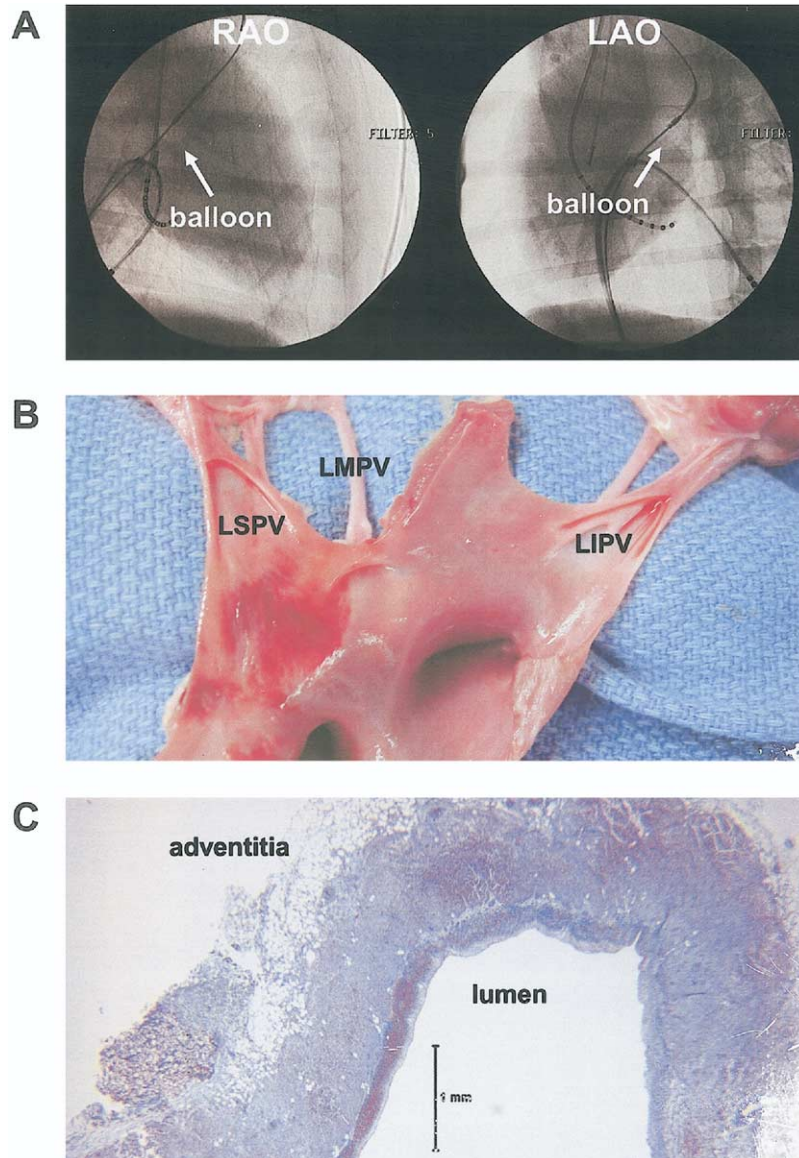 A
RAO
LAO
FILTER: 5
FILTER:
balloon
balloon
B
LMPV
LSPV
LIPV
C
adventitia
lumen
1 mm